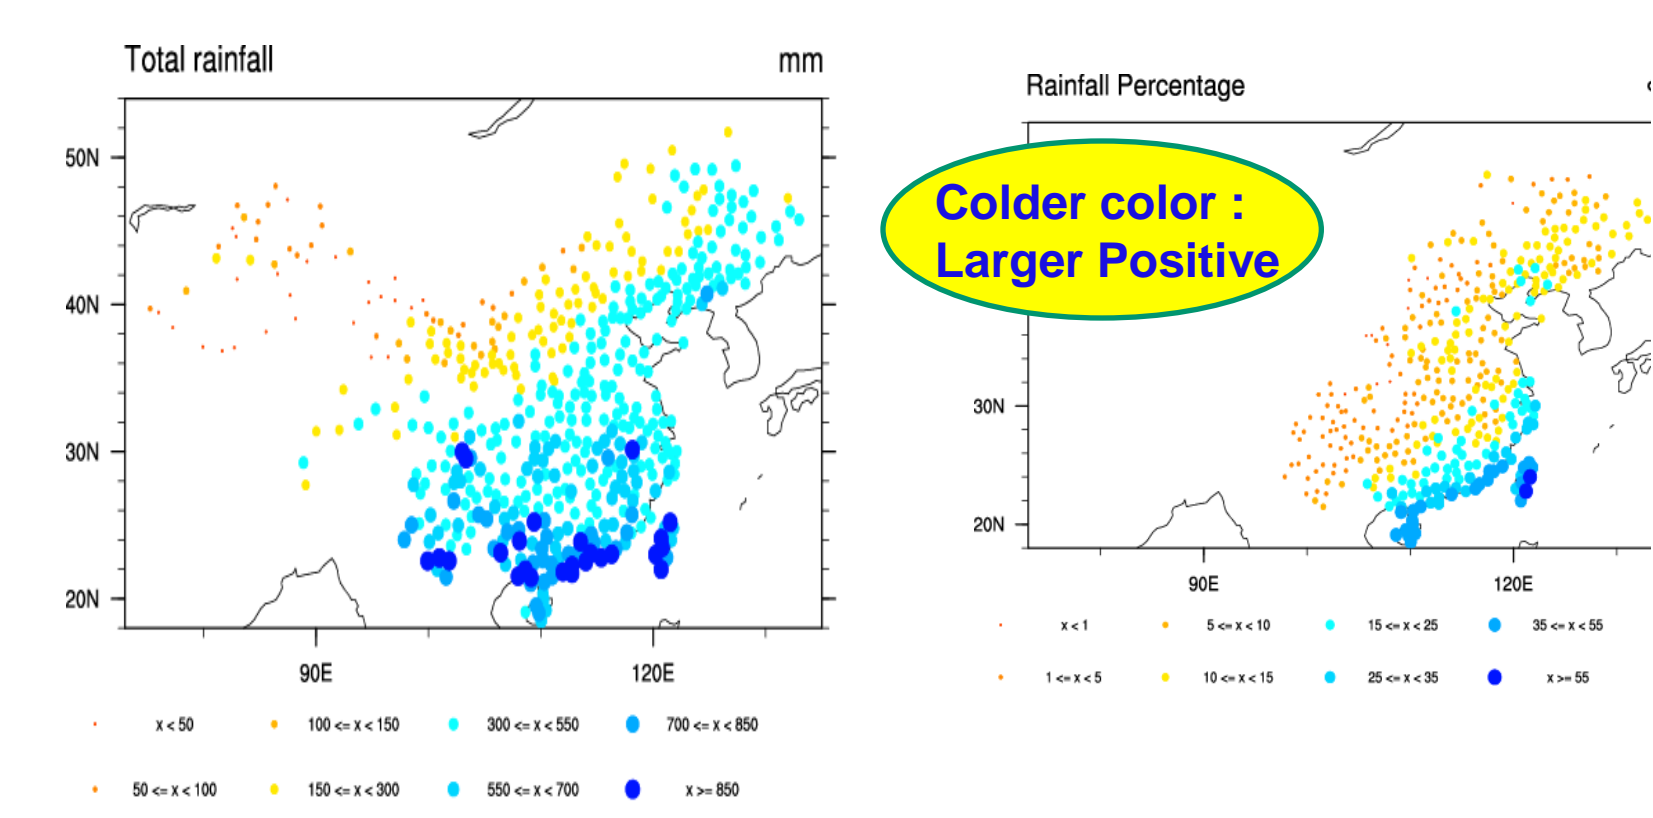 Total rainfall
mm
50N
40N
30N
20N
90E
120E
x < 50
100 <= x < 150
300 <= x < 550
700 <= x < 850
50 <= x < 100
150 <= x < 300
550 <= x < 700
x >= 850
Rainfall Percentage
Colder color :
Larger Positive
30N
20N
90E
120E
x < 1
5 <= x < 10
15 <= x < 25
35 <= x < 55
1 <= x < 5
10 <= x < 15
25 <= x < 35
x >= 55